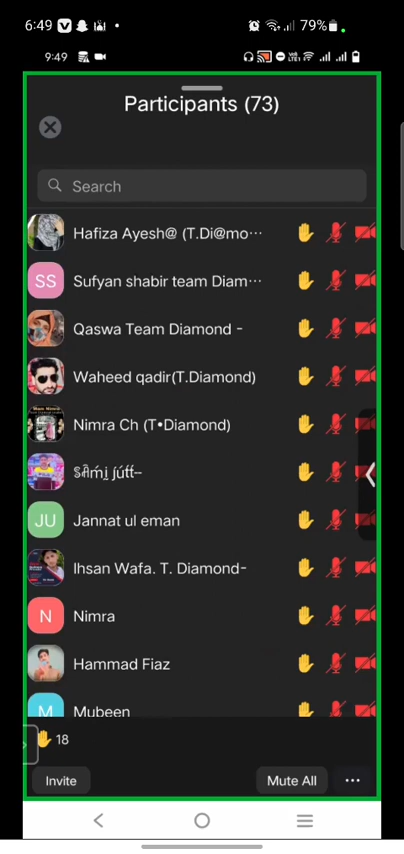 6:49 79%
9:49
Participants (73)
Search
Hafiza Ayesh@ (T.Di@mo...
SS Sufyan shabir team Diam...
Qaswa Team Diamond -
Waheed qadir(T.Diamond)
Nimra Ch (T•Diamond)
JU Jannat ul eman
Ihsan Wafa. T. Diamond-
N Nimra
Hammad Fiaz
M Mubeen
18
Invite Mute All ...